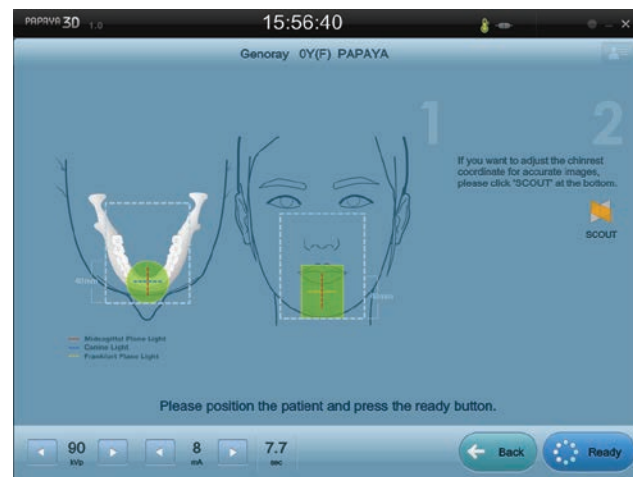 PAPAYA 3D 1.0
15:56:40
Genoray 0Y(F) PAPAYA
1
2
If you want to adjust the chinrest
coordinate for accurate images,
please click 'SCOUT' at the bottom.
SCOUT
40mm
Midsagittal Plane Light
Canine Light
Frankfort Plane Light
Please position the patient and press the ready button.
90
kVp
8
mA
7.7
sec
Back
Ready